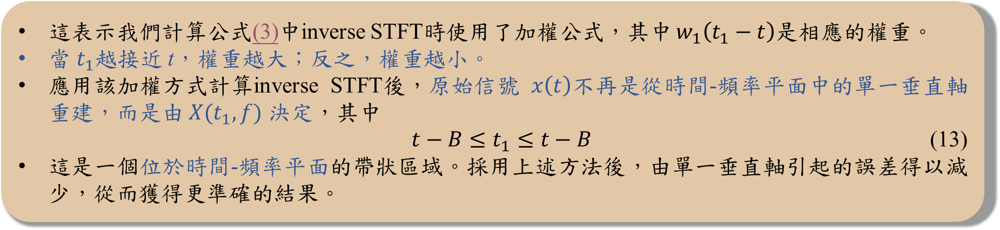 • 這表示我們計算公式(3)中inverse STFT時使用了加權公式，其中 𝑤₁(𝑡₁ − 𝑡)是相應的權重。
• 當 𝑡₁越接近 t，權重越大；反之，權重越小。
• 應用該加權方式計算inverse STFT後，原始信號 𝑥(𝑡)不再是從時間-頻率平面中的單一垂直軸
重建，而是由 𝑋(𝑡₁, 𝑓) 決定，其中
𝑡 − 𝐵 ≤ 𝑡₁ ≤ 𝑡 − 𝐵 (13)
• 這是一個位於時間-頻率平面的帶狀區域。採用上述方法後，由單一垂直軸引起的誤差得以減
少，從而獲得更準確的結果。